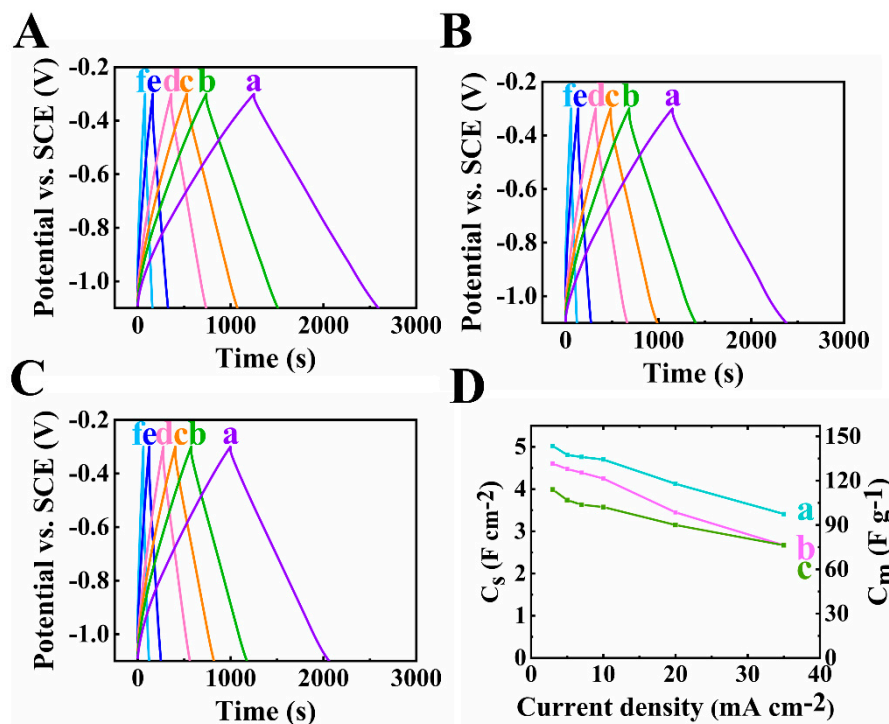 A
Potential vs. SCE (V)
-0.2
-0.4
-0.6
-0.8
-1.0
f e d c b a
0 1000 2000 3000
Time (s)
B
Potential vs. SCE (V)
-0.2
-0.4
-0.6
-0.8
-1.0
f e d c b a
0 1000 2000 3000
Time (s)
C
Potential vs. SCE (V)
-0.2
-0.4
-0.6
-0.8
-1.0
f e d c b a
0 1000 2000 3000
Time (s)
D
Cs (F cm-2)
5
4
3
2
1
0
a
b
c
150
120
90
60
30
0
Cm (F g-1)
0 10 20 30 40
Current density (mA cm-2)